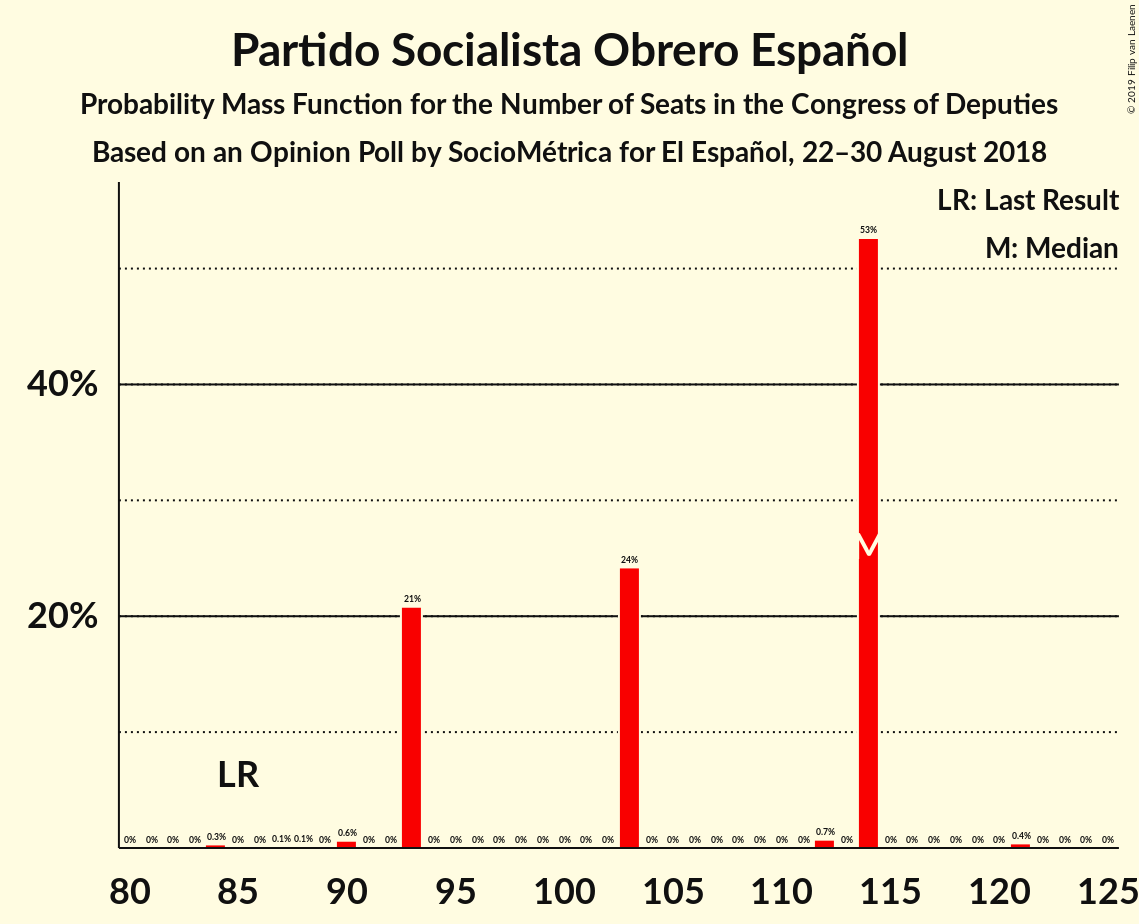 Partido Socialista Obrero Español
Probability Mass Function for the Number of Seats in the Congress of Deputies
Based on an Opinion Poll by SocioMétrica for El Español, 22–30 August 2018
© 2019 Filip van Laenen
LR: Last Result
M: Median
53%
40%
24%
21%
20%
LR
0% 0% 0% 0% 0.3% 0% 0% 0.1% 0.1% 0% 0.6% 0% 0% 0% 0% 0% 0% 0% 0% 0% 0% 0% 0% 0% 0% 0% 0% 0% 0% 0% 0.7% 0% 0% 0% 0% 0% 0% 0% 0.4% 0% 0% 0% 0%
80 85 90 95 100 105 110 115 120 125